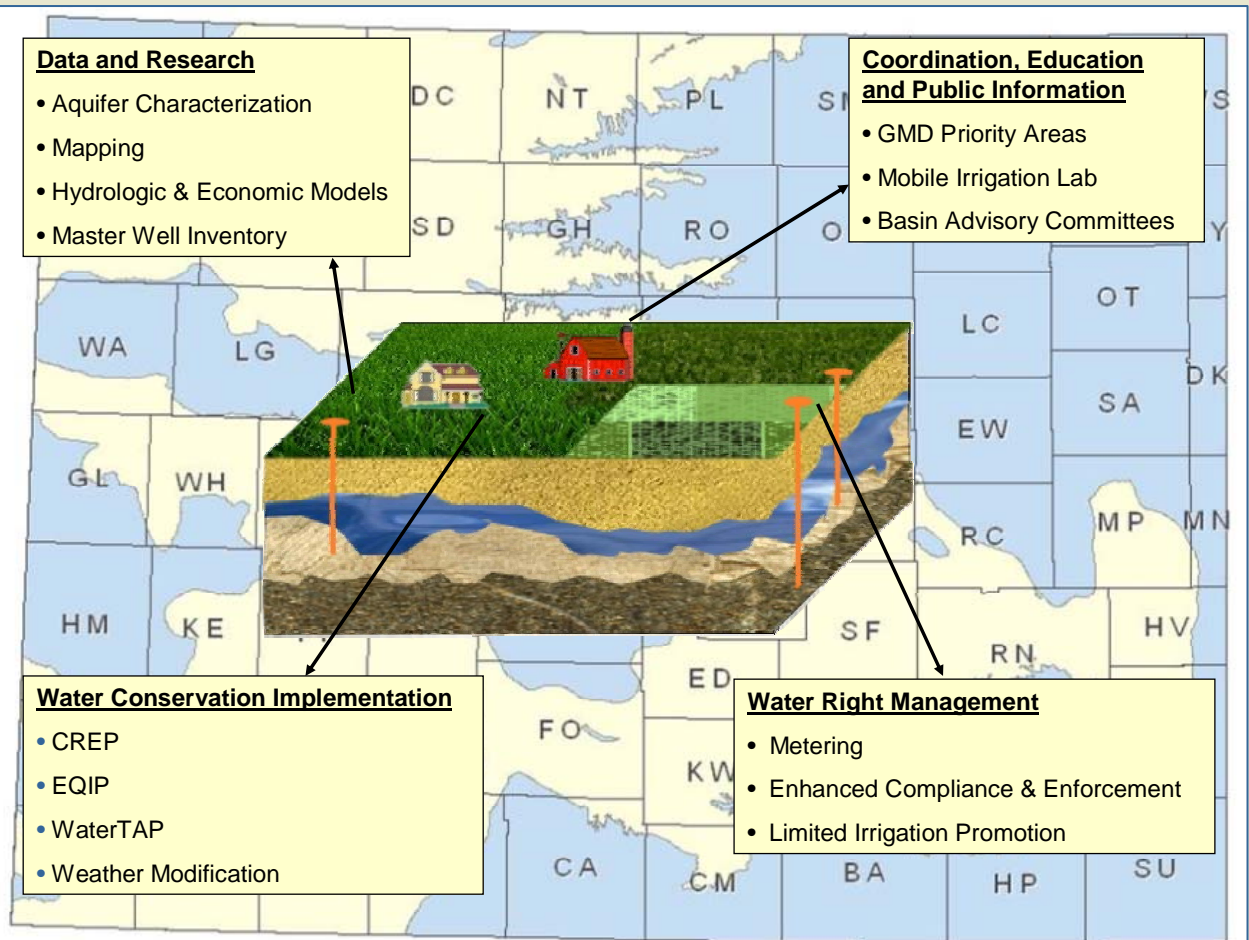 Data and Research
• Aquifer Characterization
• Mapping
• Hydrologic & Economic Models
• Master Well Inventory
Coordination, Education
and Public Information
• GMD Priority Areas
• Mobile Irrigation Lab
• Basin Advisory Committees
DC
NT
PL
SD
GH
RO
WA
LG
LC
OT
DK
SA
EW
GL
WH
RC
MP
MN
HM
KE
SF
RN
HV
ED
FO
KW
CA
CM
BA
HP
SU
Water Conservation Implementation
• CREP
• EQIP
• WaterTAP
• Weather Modification
Water Right Management
• Metering
• Enhanced Compliance & Enforcement
• Limited Irrigation Promotion